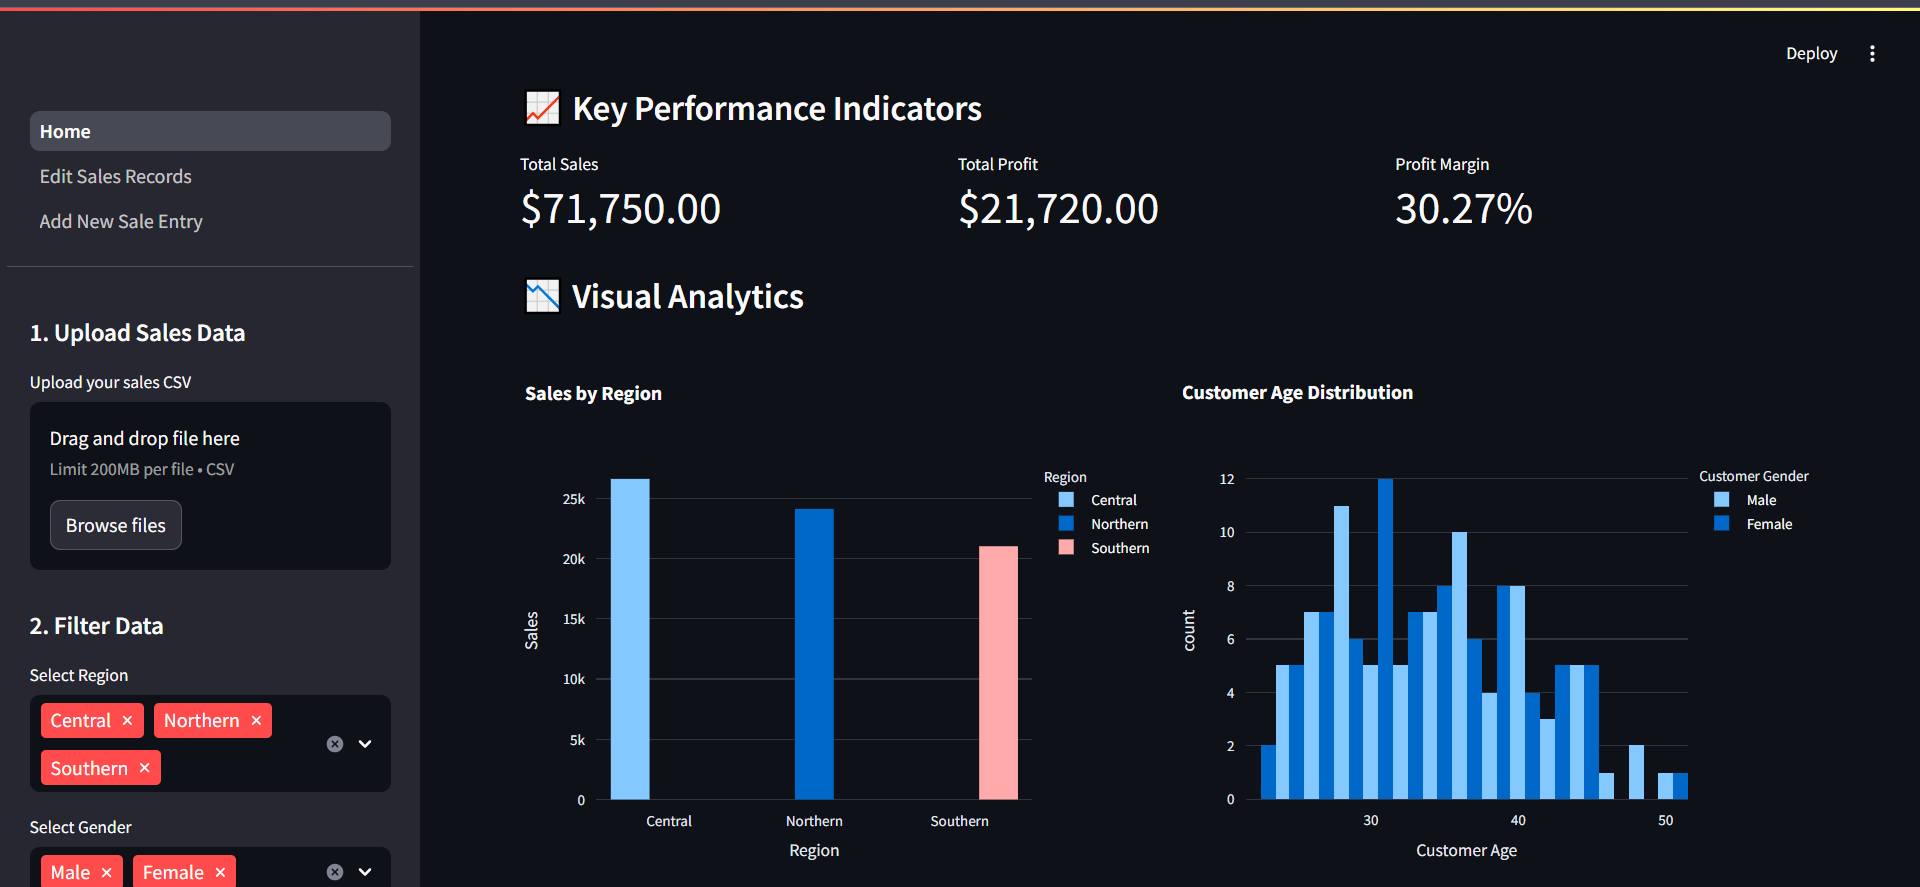 Deploy
Home
Edit Sales Records
Add New Sale Entry
1. Upload Sales Data
Upload your sales CSV
Drag and drop file here
Limit 200MB per file • CSV
Browse files
2. Filter Data
Select Region
Central × Northern ×
Southern ×
Select Gender
Male × Female ×
Key Performance Indicators
Total Sales
$71,750.00
Total Profit
$21,720.00
Profit Margin
30.27%
Visual Analytics
Sales by Region
25k
20k
15k
10k
5k
0
Sales
Central Northern Southern
Region
Region
Central
Northern
Southern
Customer Age Distribution
12
10
8
6
4
2
0
count
30 40 50
Customer Age
Customer Gender
Male
Female